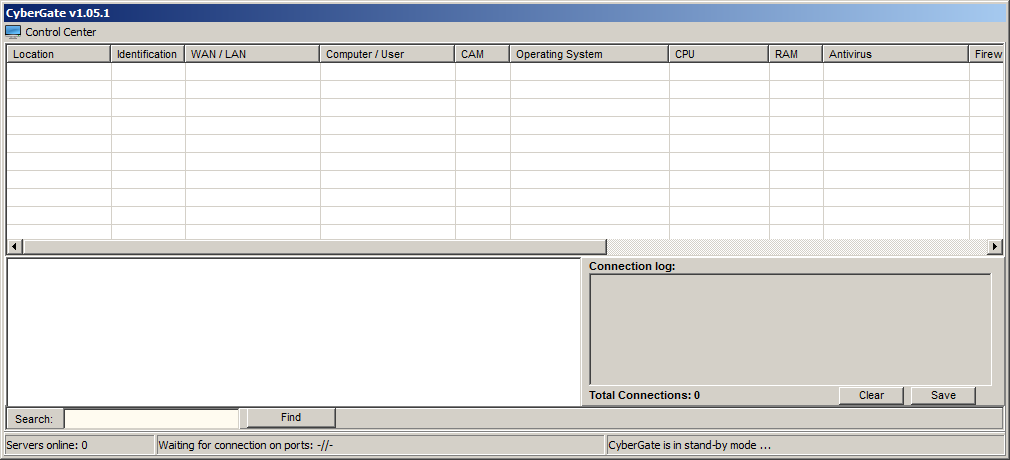 CyberGate v1.05.1
Control Center
Location Identification WAN / LAN Computer / User CAM Operating System CPU RAM Antivirus Firew
Connection log:
Total Connections: 0 Clear Save
Search: Find
Servers online: 0 Waiting for connection on ports: -//- CyberGate is in stand-by mode ...